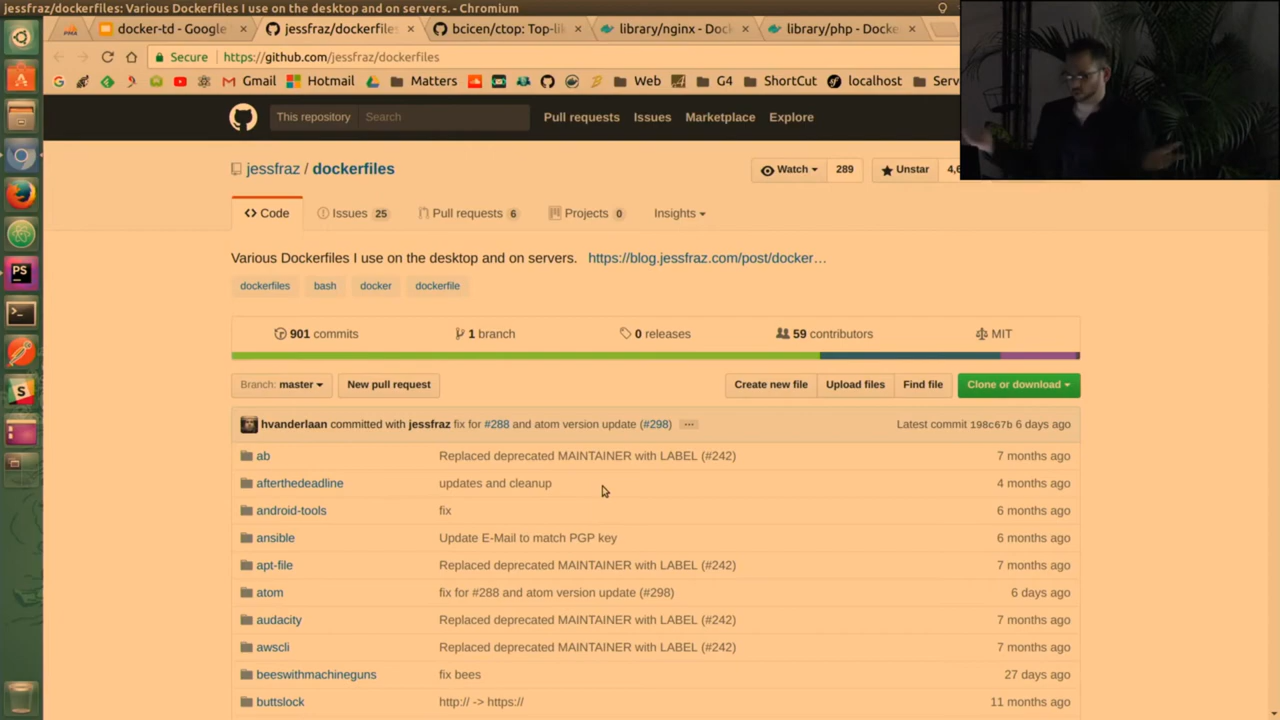 jessfraz/dockerfiles: Various Dockerfiles I use on the desktop and on servers. - Chromium
docker-td - Google
jessfraz/dockerfiles
bcicen/ctop: Top-li
library/nginx - Dock
library/php - Docke
Secure
https://github.com/jessfraz/dockerfiles
Gmail
Hotmail
Matters
Web
G4
ShortCut
localhost
Serv
This repository
Search
Pull requests
Issues
Marketplace
Explore
jessfraz / dockerfiles
Watch
289
Unstar
4,6
Code
Issues 25
Pull requests 6
Projects 0
Insights
Various Dockerfiles I use on the desktop and on servers. https://blog.jessfraz.com/post/docker…
dockerfiles
bash
docker
dockerfile
901 commits
1 branch
0 releases
59 contributors
MIT
Branch: master
New pull request
Create new file
Upload files
Find file
Clone or download
hvanderlaan committed with jessfraz fix for #288 and atom version update (#298) ...
Latest commit 198c67b 6 days ago
ab Replaced deprecated MAINTAINER with LABEL (#242) 7 months ago
afterthedeadline updates and cleanup 4 months ago
android-tools fix 6 months ago
ansible Update E-Mail to match PGP key 6 months ago
apt-file Replaced deprecated MAINTAINER with LABEL (#242) 7 months ago
atom fix for #288 and atom version update (#298) 6 days ago
audacity Replaced deprecated MAINTAINER with LABEL (#242) 7 months ago
awscli Replaced deprecated MAINTAINER with LABEL (#242) 7 months ago
beeswithmachineguns fix bees 27 days ago
buttslock http:// -> https:// 11 months ago
PS